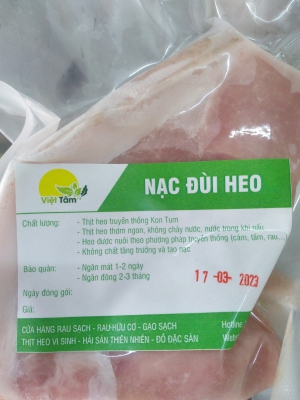 Việt Tâm
NẠC ĐÙI HEO
Chất lượng: - Thịt heo truyền thống Kon Tum
- Thịt heo thơm ngon, không chảy nước, nước trong khi nấu
- Heo được nuôi theo phương pháp truyền thống (cám, tấm, rau...
- Không chất tăng trưởng và tạo nạc
Bảo quản: - Ngăn mát 1-2 ngày
- Ngăn đông 2-3 tháng
17-03-2023
Ngày đóng gói:
Giá:
CỬA HÀNG RAU SẠCH - RAU HỮU CƠ - GẠO SẠCH
Hotline
THỊT HEO VI SINH - HẢI SẢN THIÊN NHIÊN - ĐỒ ĐẶC SẢN